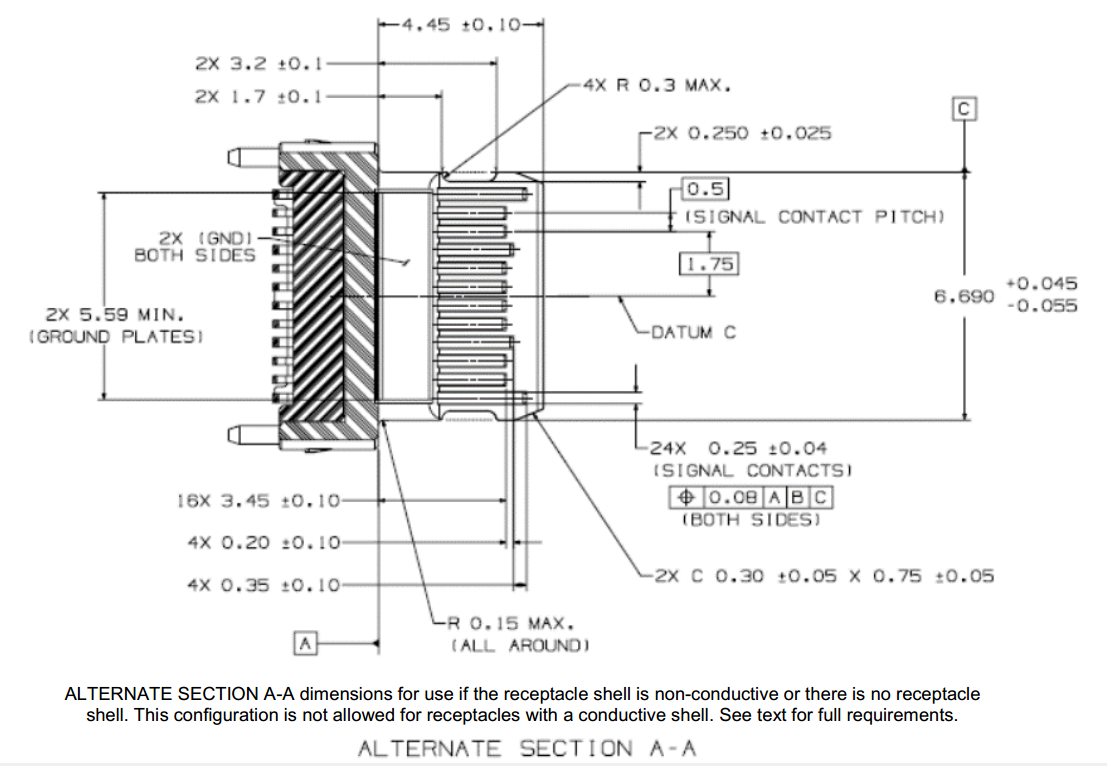 4.45 ±0.10
2X 3.2 ±0.1
4X R 0.3 MAX.
2X 1.7 ±0.1
C
2X 0.250 ±0.025
0.5
(SIGNAL CONTACT PITCH)
2X (GND)
BOTH SIDES
1.75
6.690 +0.045
-0.055
2X 5.59 MIN.
(GROUND PLATES)
DATUM C
24X 0.25 ±0.04
(SIGNAL CONTACTS)
⌖ 0.08 A B C
(BOTH SIDES)
16X 3.45 ±0.10
4X 0.20 ±0.10
2X C 0.30 ±0.05 X 0.75 ±0.05
4X 0.35 ±0.10
R 0.15 MAX.
(ALL AROUND)
A
ALTERNATE SECTION A-A dimensions for use if the receptacle shell is non-conductive or there is no receptacle
shell. This configuration is not allowed for receptacles with a conductive shell. See text for full requirements.
ALTERNATE SECTION A-A